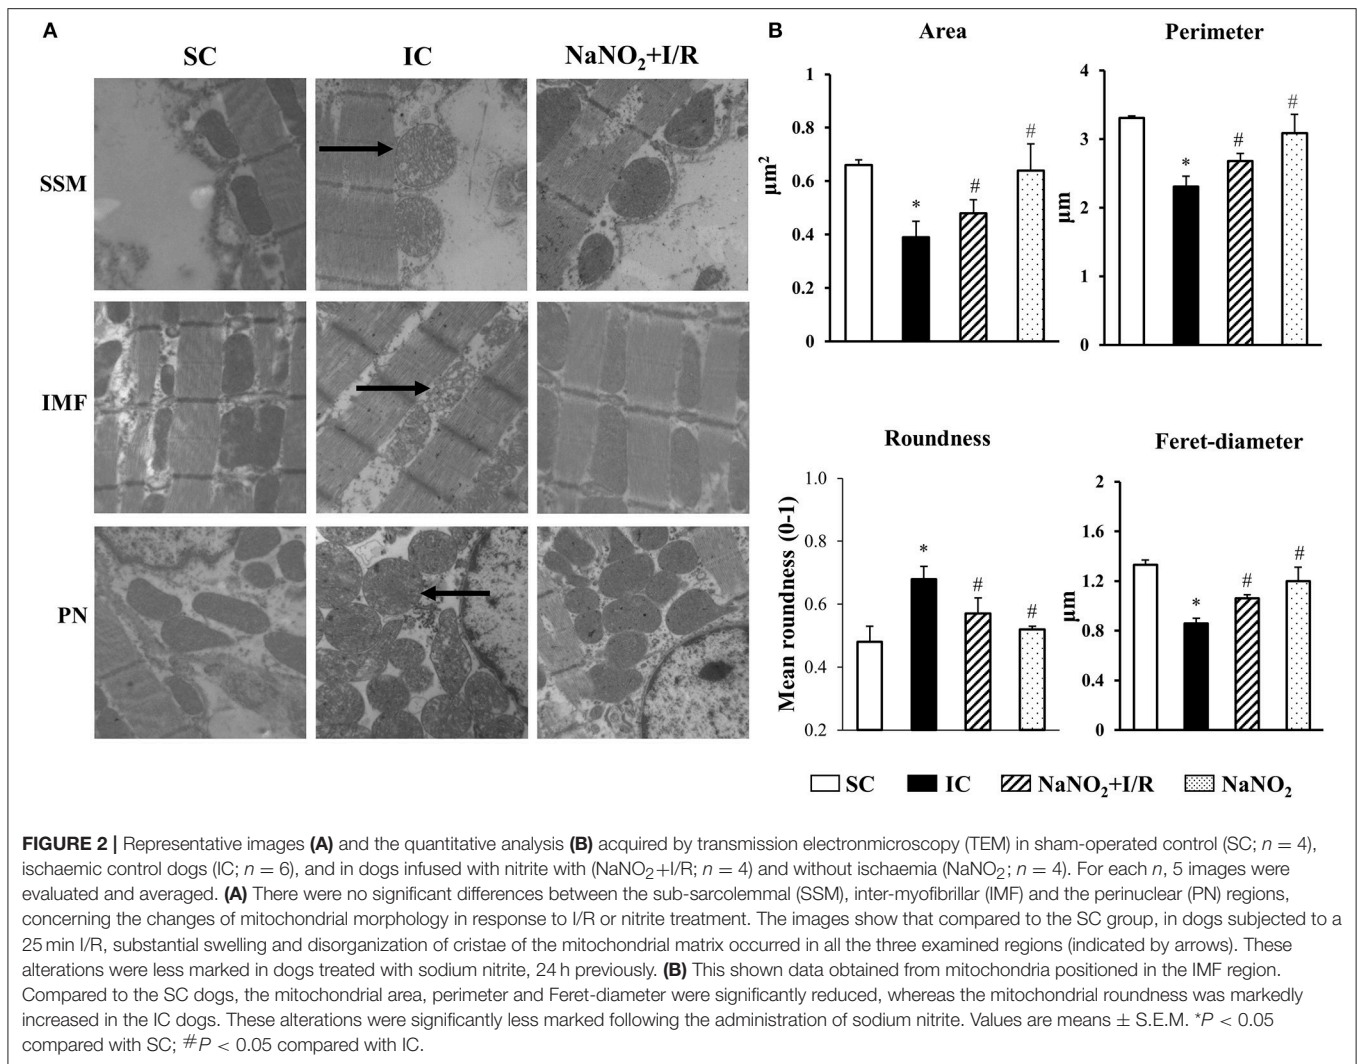 A
SC
IC
NaNO2+I/R
SSM
IMF
PN
B
Area
μm2
1
0.8
0.6
0.4
0.2
0
*
#
#
Perimeter
μm
4
3
2
1
0
*
#
#
Roundness
Mean roundness (0-1)
1.0
0.8
0.6
0.4
0.2
*
#
#
Feret-diameter
μm
2
1.6
1.2
0.8
0.4
0
*
#
#
SC IC NaNO2+I/R NaNO2
FIGURE 2 | Representative images (A) and the quantitative analysis (B) acquired by transmission electronmicroscopy (TEM) in sham-operated control (SC; n = 4),
ischaemic control dogs (IC; n = 6), and in dogs infused with nitrite with (NaNO2+I/R; n = 4) and without ischaemia (NaNO2; n = 4). For each n, 5 images were
evaluated and averaged. (A) There were no significant differences between the sub-sarcolemmal (SSM), inter-myofibrillar (IMF) and the perinuclear (PN) regions,
concerning the changes of mitochondrial morphology in response to I/R or nitrite treatment. The images show that compared to the SC group, in dogs subjected to a
25 min I/R, substantial swelling and disorganization of cristae of the mitochondrial matrix occurred in all the three examined regions (indicated by arrows). These
alterations were less marked in dogs treated with sodium nitrite, 24 h previously. (B) This shown data obtained from mitochondria positioned in the IMF region.
Compared to the SC dogs, the mitochondrial area, perimeter and Feret-diameter were significantly reduced, whereas the mitochondrial roundness was markedly
increased in the IC dogs. These alterations were significantly less marked following the administration of sodium nitrite. Values are means ± S.E.M. *P < 0.05
compared with SC; #P < 0.05 compared with IC.